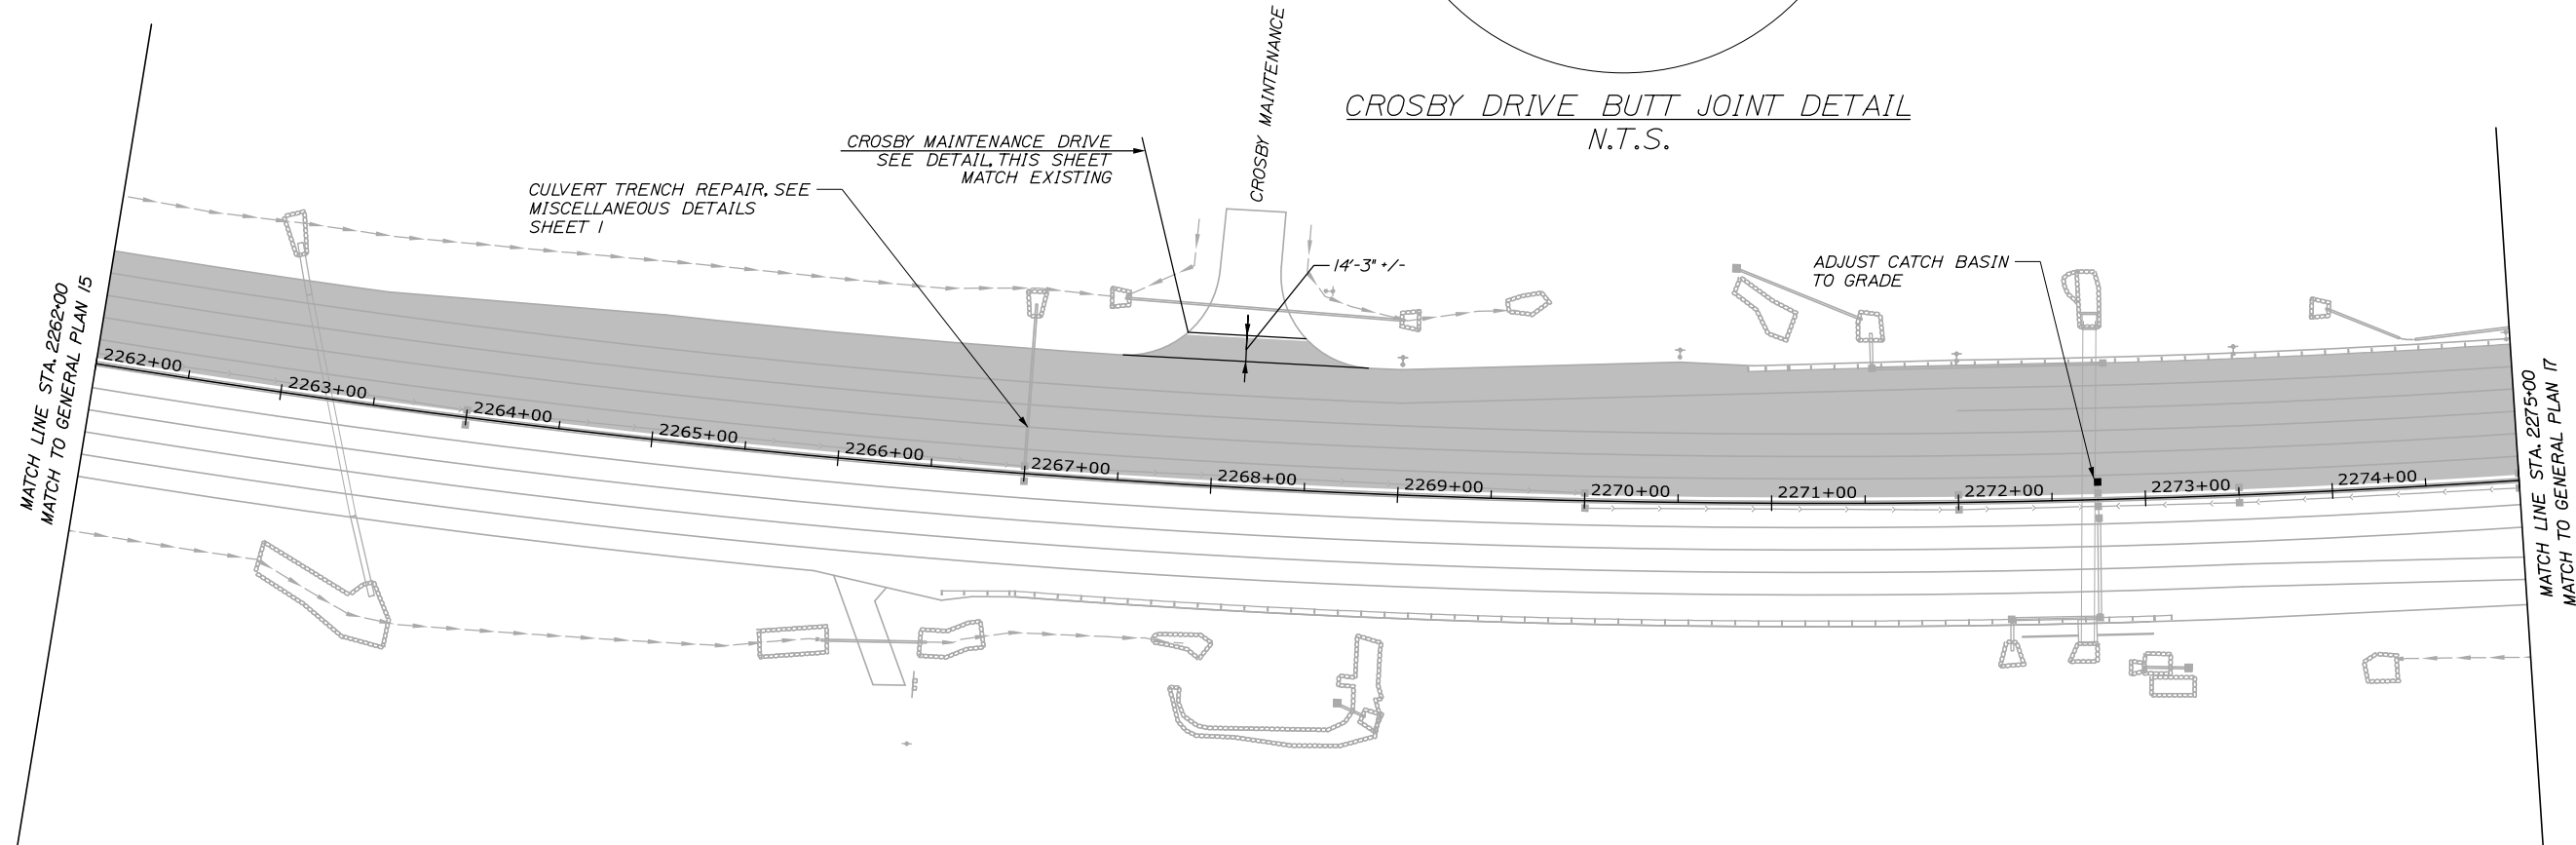 CROSBY DRIVE BUTT JOINT DETAIL
N.T.S.
CROSBY MAINTENANCE
CROSBY MAINTENANCE DRIVE
SEE DETAIL, THIS SHEET
MATCH EXISTING
CULVERT TRENCH REPAIR, SEE
MISCELLANEOUS DETAILS
SHEET 1
14'-3" +/-
ADJUST CATCH BASIN
TO GRADE
MATCH LINE STA. 2262+00
MATCH TO GENERAL PLAN 15
2262+00
2263+00
2264+00
2265+00
2266+00
2267+00
2268+00
2269+00
2270+00
2271+00
2272+00
2273+00
2274+00
MATCH LINE STA. 2275+00
MATCH TO GENERAL PLAN 17